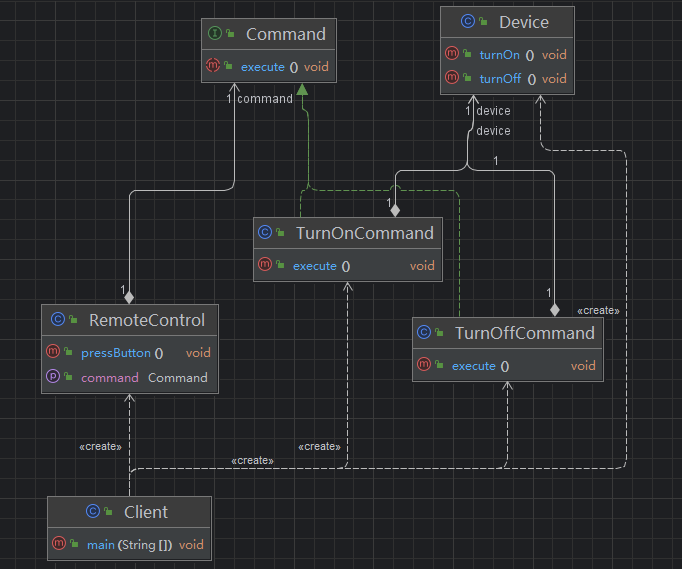 Command
execute () void
Device
turnOn () void
turnOff () void
1 command
1 device
device
1
1
TurnOnCommand
execute () void
1
1
«create»
RemoteControl
pressButton () void
command Command
TurnOffCommand
execute () void
«create»
«create»
«create»
Client
main (String []) void